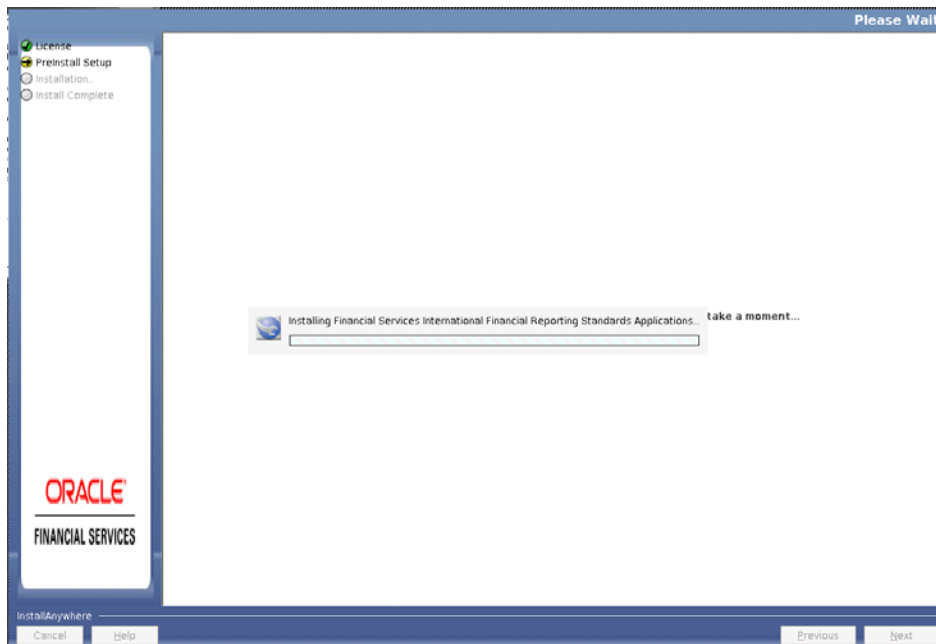 Please Wait
License
Preinstall Setup
Installation..
Install Complete
Installing Financial Services International Financial Reporting Standards Applications...
take a moment...
ORACLE
FINANCIAL SERVICES
InstallAnywhere
Cancel
Help
Previous
Next